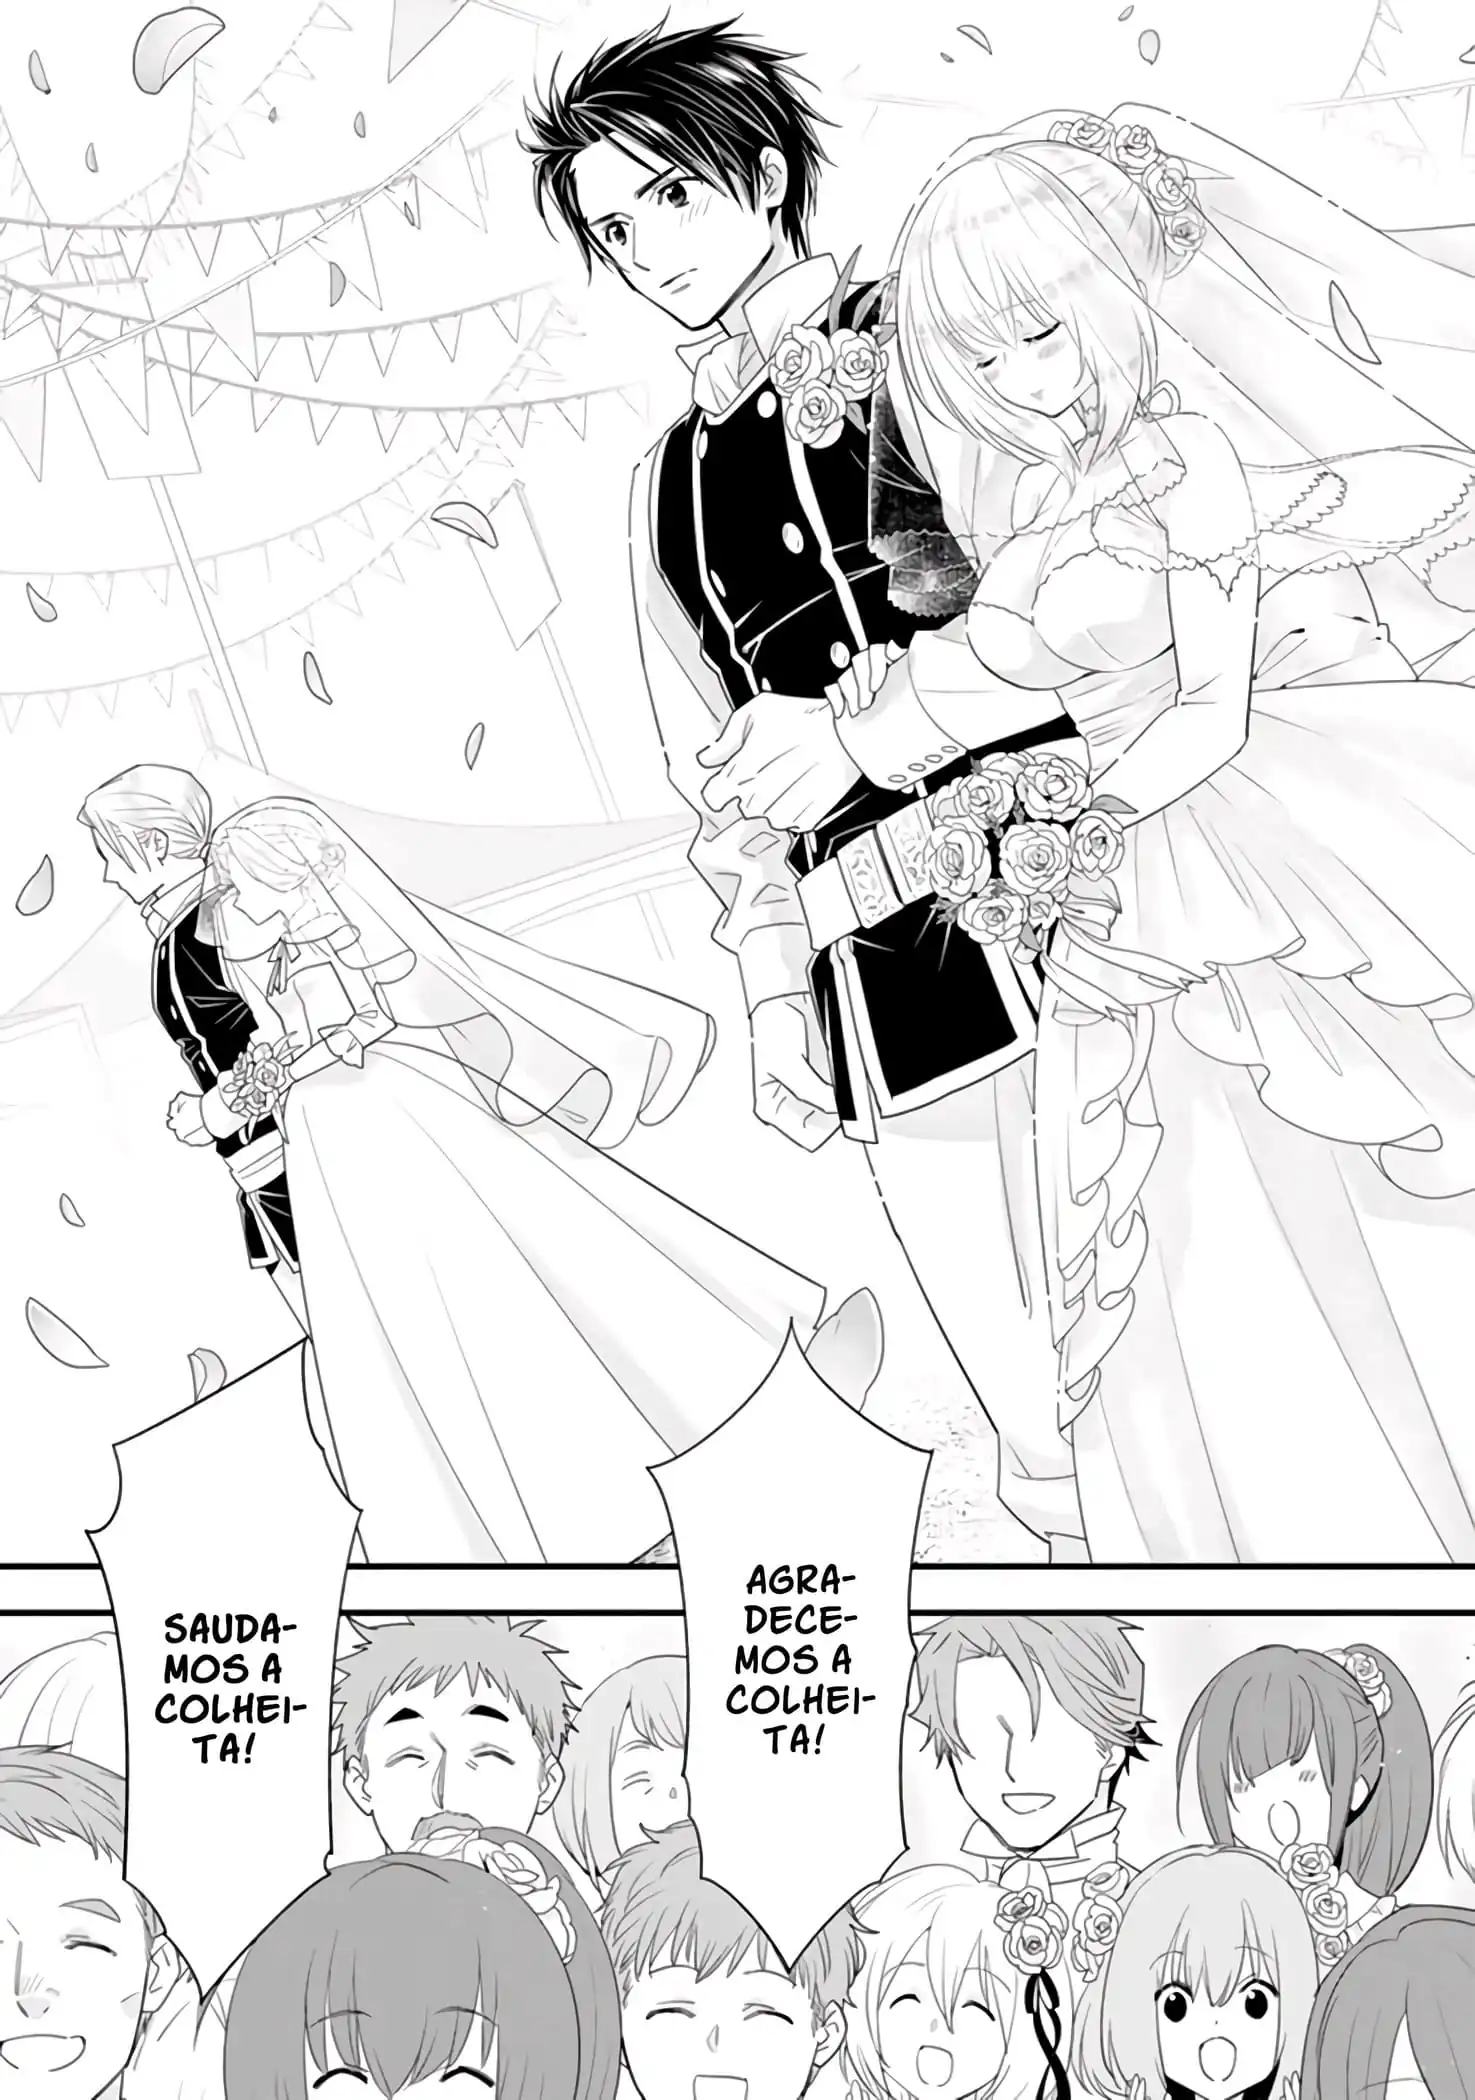 AGRA-
DECE-
MOS A
COLHEI-
TA!
SAUDA-
MOS A
COLHEI-
TA!